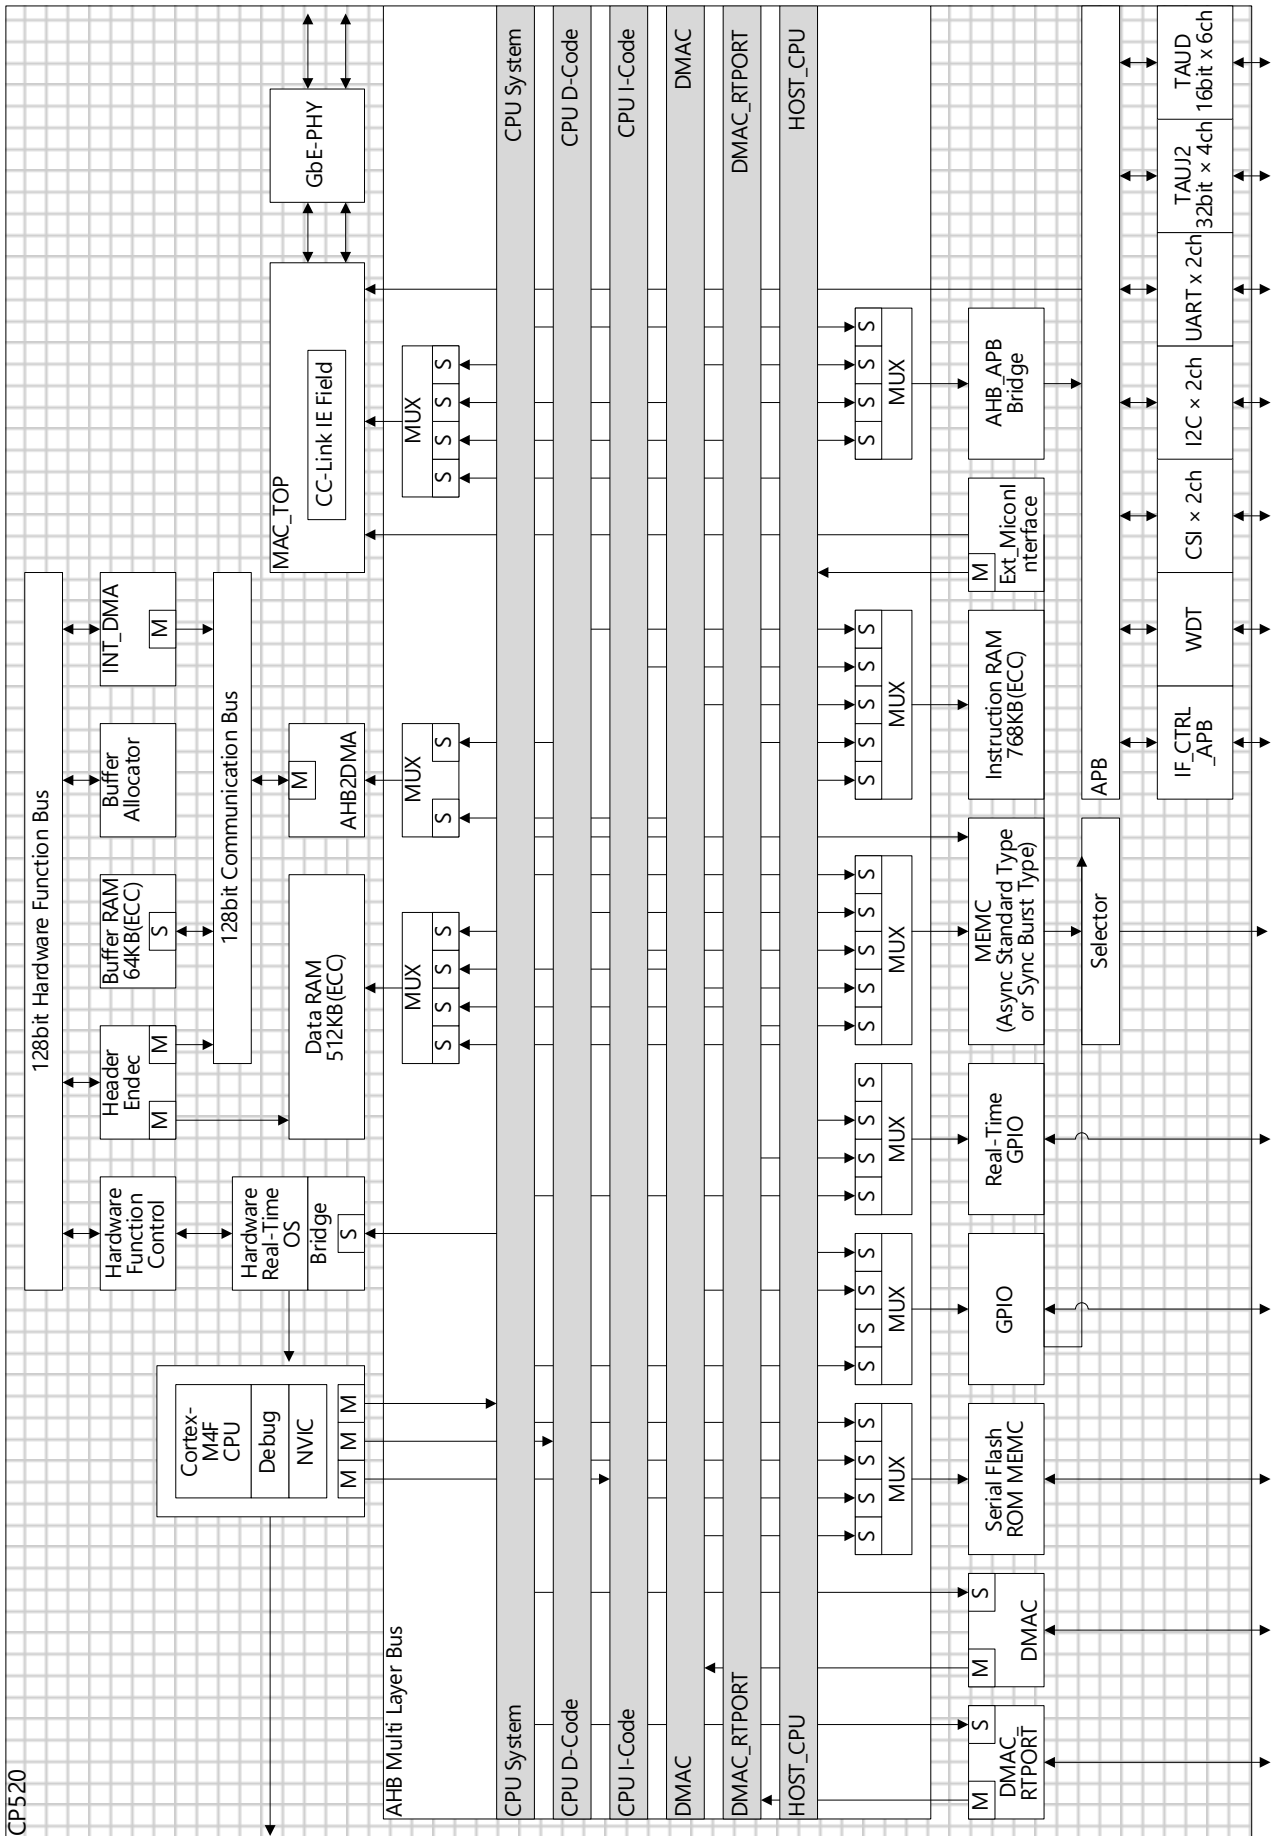 CP520
128bit Hardware Function Bus
Hardware
Function
Control
Header
Endec
M
M
Buffer RAM
64KB(ECC)
S
Buffer
Allocator
INT_DMA
M
128bit Communication Bus
Cortex-
M4F
CPU
Debug
NVIC
M
M
M
Hardware
Real-Time
OS
Bridge
S
Data RAM
512KB(ECC)
M
AHB2DMA
MAC_TOP
CC-Link IE Field
GbE-PHY
AHB Multi Layer Bus
MUX
S
S
S
S
MUX
S
S
MUX
S
S
S
S
CPU System
CPU System
CPU D-Code
CPU D-Code
CPU I-Code
CPU I-Code
DMAC
DMAC
DMAC_RTPORT
DMAC_RTPORT
HOST_CPU
HOST_CPU
S
S
S
S
MUX
S
S
S
S
MUX
S
S
S
S
MUX
S
S
S
S
S
MUX
S
S
S
S
S
MUX
S
S
S
S
MUX
M
S
DMAC_
RTPORT
M
S
DMAC
Serial Flash
ROM MEMC
GPIO
Real-Time
GPIO
MEMC
(Async Standard Type
or Sync Burst Type)
Instruction RAM
768KB(ECC)
M
Ext_MiconI
nterface
AHB_APB
Bridge
Selector
APB
IF_CTRL
_APB
WDT
CSI × 2ch
I2C × 2ch
UART x 2ch
TAUJ2
32bit × 4ch
TAUD
16bit x 6ch